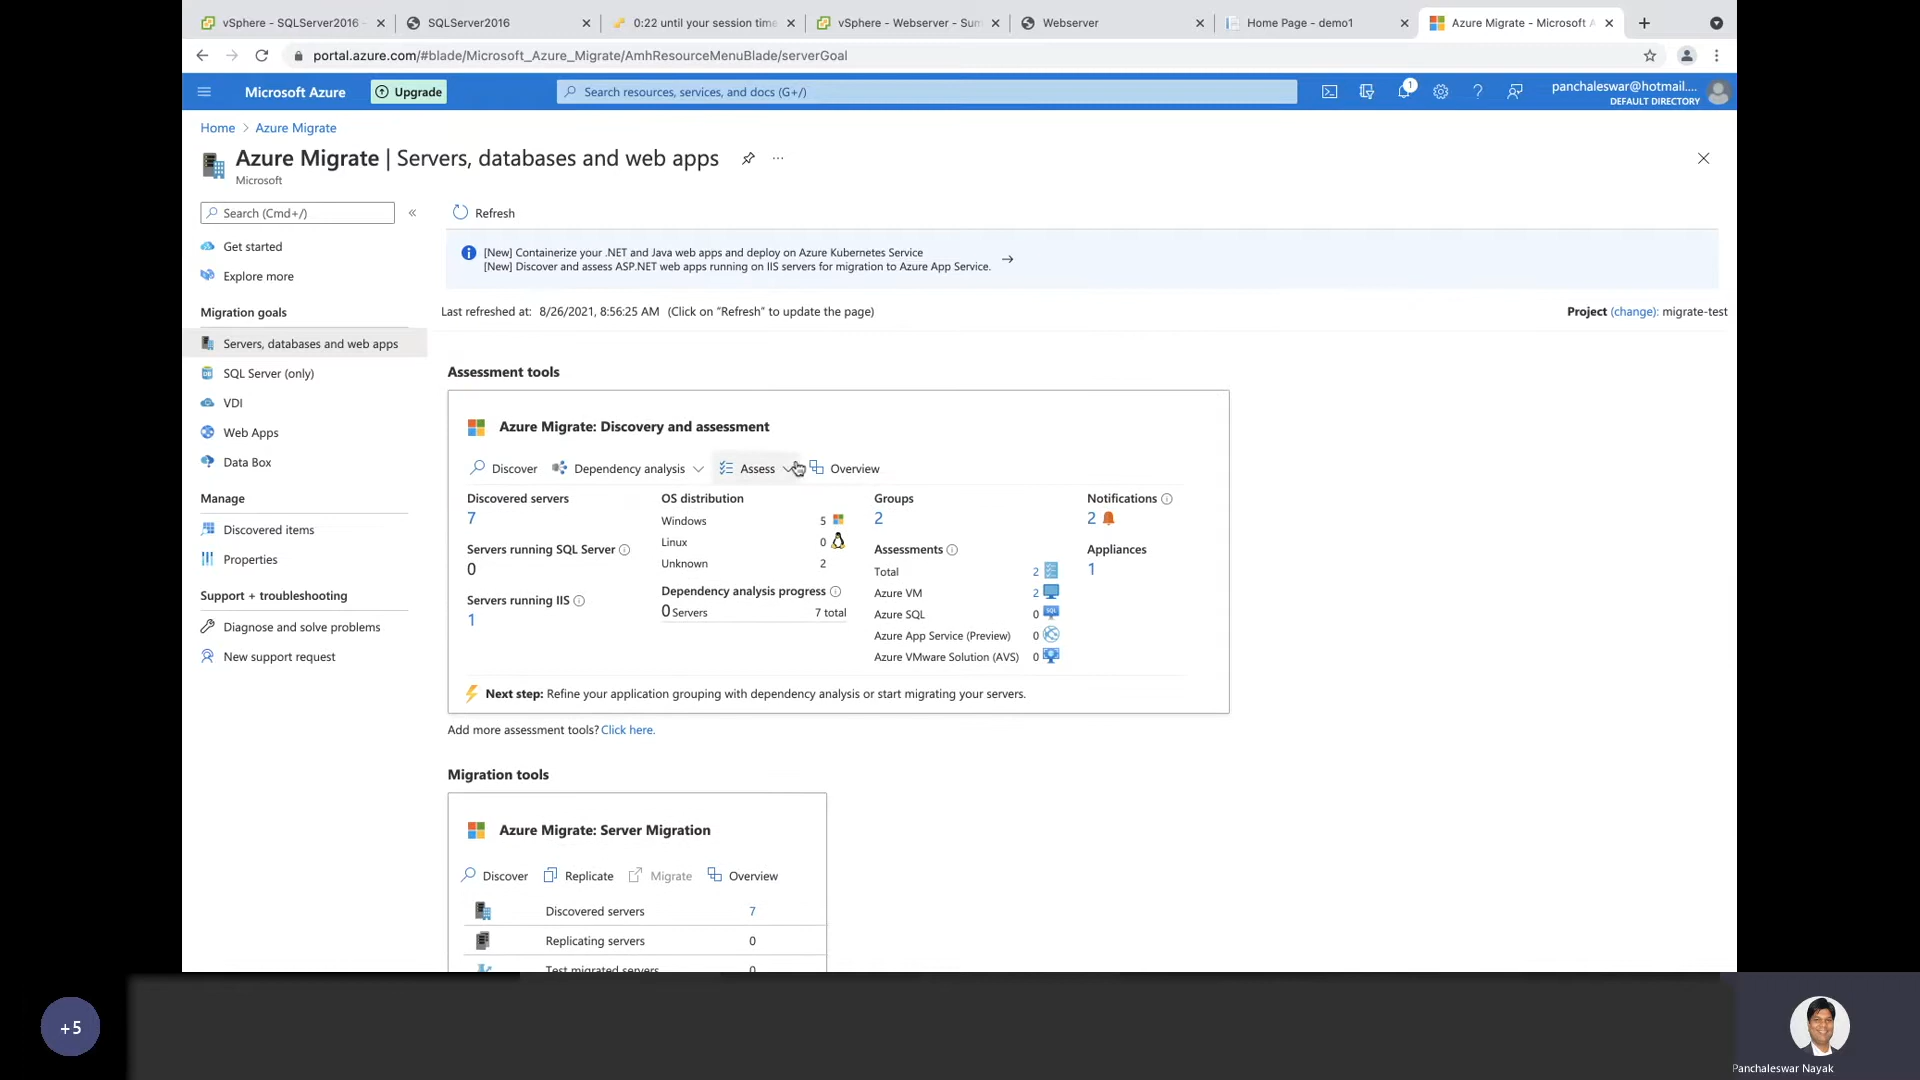 vSphere - SQLServer2016 -
SQLServer2016
0:22 until your session time
vSphere - Webserver - Sum
Webserver
Home Page - demo1
Azure Migrate - Microsoft A
portal.azure.com/#blade/Microsoft_Azure_Migrate/AmhResourceMenuBlade/serverGoal
Microsoft Azure
Upgrade
Search resources, services, and docs (G+/)
1
panchaleswar@hotmail....
DEFAULT DIRECTORY
Home > Azure Migrate
Azure Migrate | Servers, databases and web apps
Microsoft
Search (Cmd+/)
Get started
Explore more
Migration goals
Servers, databases and web apps
SQL Server (only)
VDI
Web Apps
Data Box
Manage
Discovered items
Properties
Support + troubleshooting
Diagnose and solve problems
New support request
Refresh
[New] Containerize your .NET and Java web apps and deploy on Azure Kubernetes Service
[New] Discover and assess ASP.NET web apps running on IIS servers for migration to Azure App Service.
Last refreshed at: 8/26/2021, 8:56:25 AM (Click on “Refresh” to update the page)
Project (change): migrate-test
Assessment tools
Azure Migrate: Discovery and assessment
Discover
Dependency analysis
Assess
Overview
Discovered servers
7
Servers running SQL Server
0
Servers running IIS
1
OS distribution
Windows 5
Linux 0
Unknown 2
Dependency analysis progress
0 Servers 7 total
Groups
2
Assessments
Total 2
Azure VM 2
Azure SQL 0
SQL
Azure App Service (Preview) 0
Azure VMware Solution (AVS) 0
Notifications
2
Appliances
1
Next step: Refine your application grouping with dependency analysis or start migrating your servers.
Add more assessment tools? Click here.
Migration tools
Azure Migrate: Server Migration
Discover
Replicate
Migrate
Overview
Discovered servers 7
Replicating servers 0
Test migrated servers 0
+5
Panchaleswar Nayak